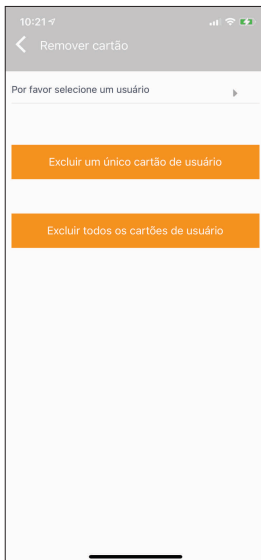 10:21
Remover cartão
Por favor selecione um usuário
Excluir um único cartão de usuário
Excluir todos os cartões de usuário